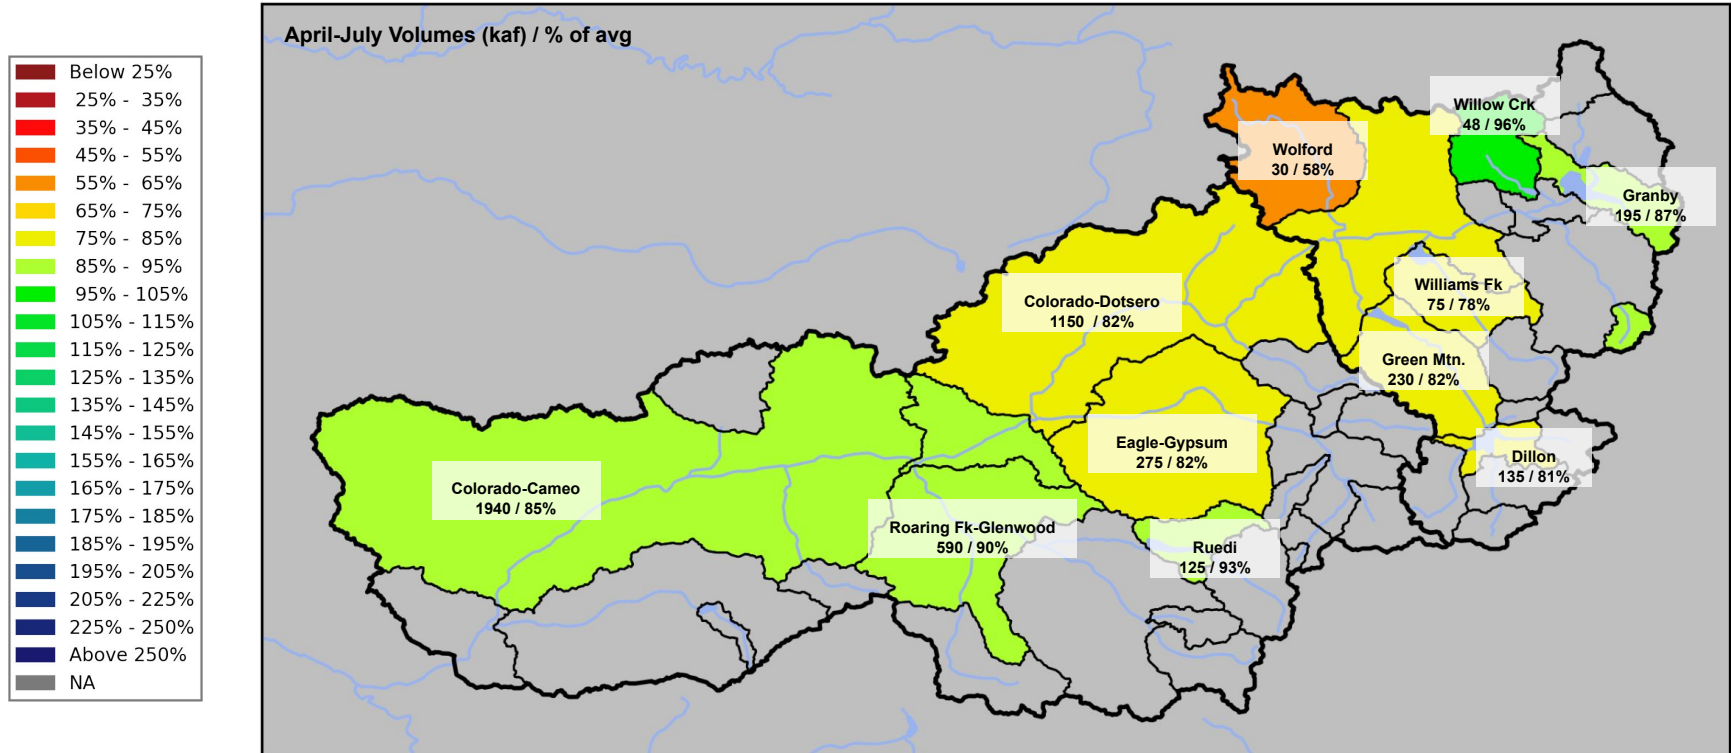 April-July Volumes (kaf) / % of avg
Below 25%
25% - 35%
35% - 45%
45% - 55%
55% - 65%
65% - 75%
75% - 85%
85% - 95%
95% - 105%
105% - 115%
115% - 125%
125% - 135%
135% - 145%
145% - 155%
155% - 165%
165% - 175%
175% - 185%
185% - 195%
195% - 205%
205% - 225%
225% - 250%
Above 250%
NA
Willow Crk
48 / 96%
Wolford
30 / 58%
Granby
195 / 87%
Williams Fk
75 / 78%
Colorado-Dotsero
1150 / 82%
Green Mtn.
230 / 82%
Eagle-Gypsum
275 / 82%
Dillon
135 / 81%
Colorado-Cameo
1940 / 85%
Roaring Fk-Glenwood
590 / 90%
Ruedi
125 / 93%